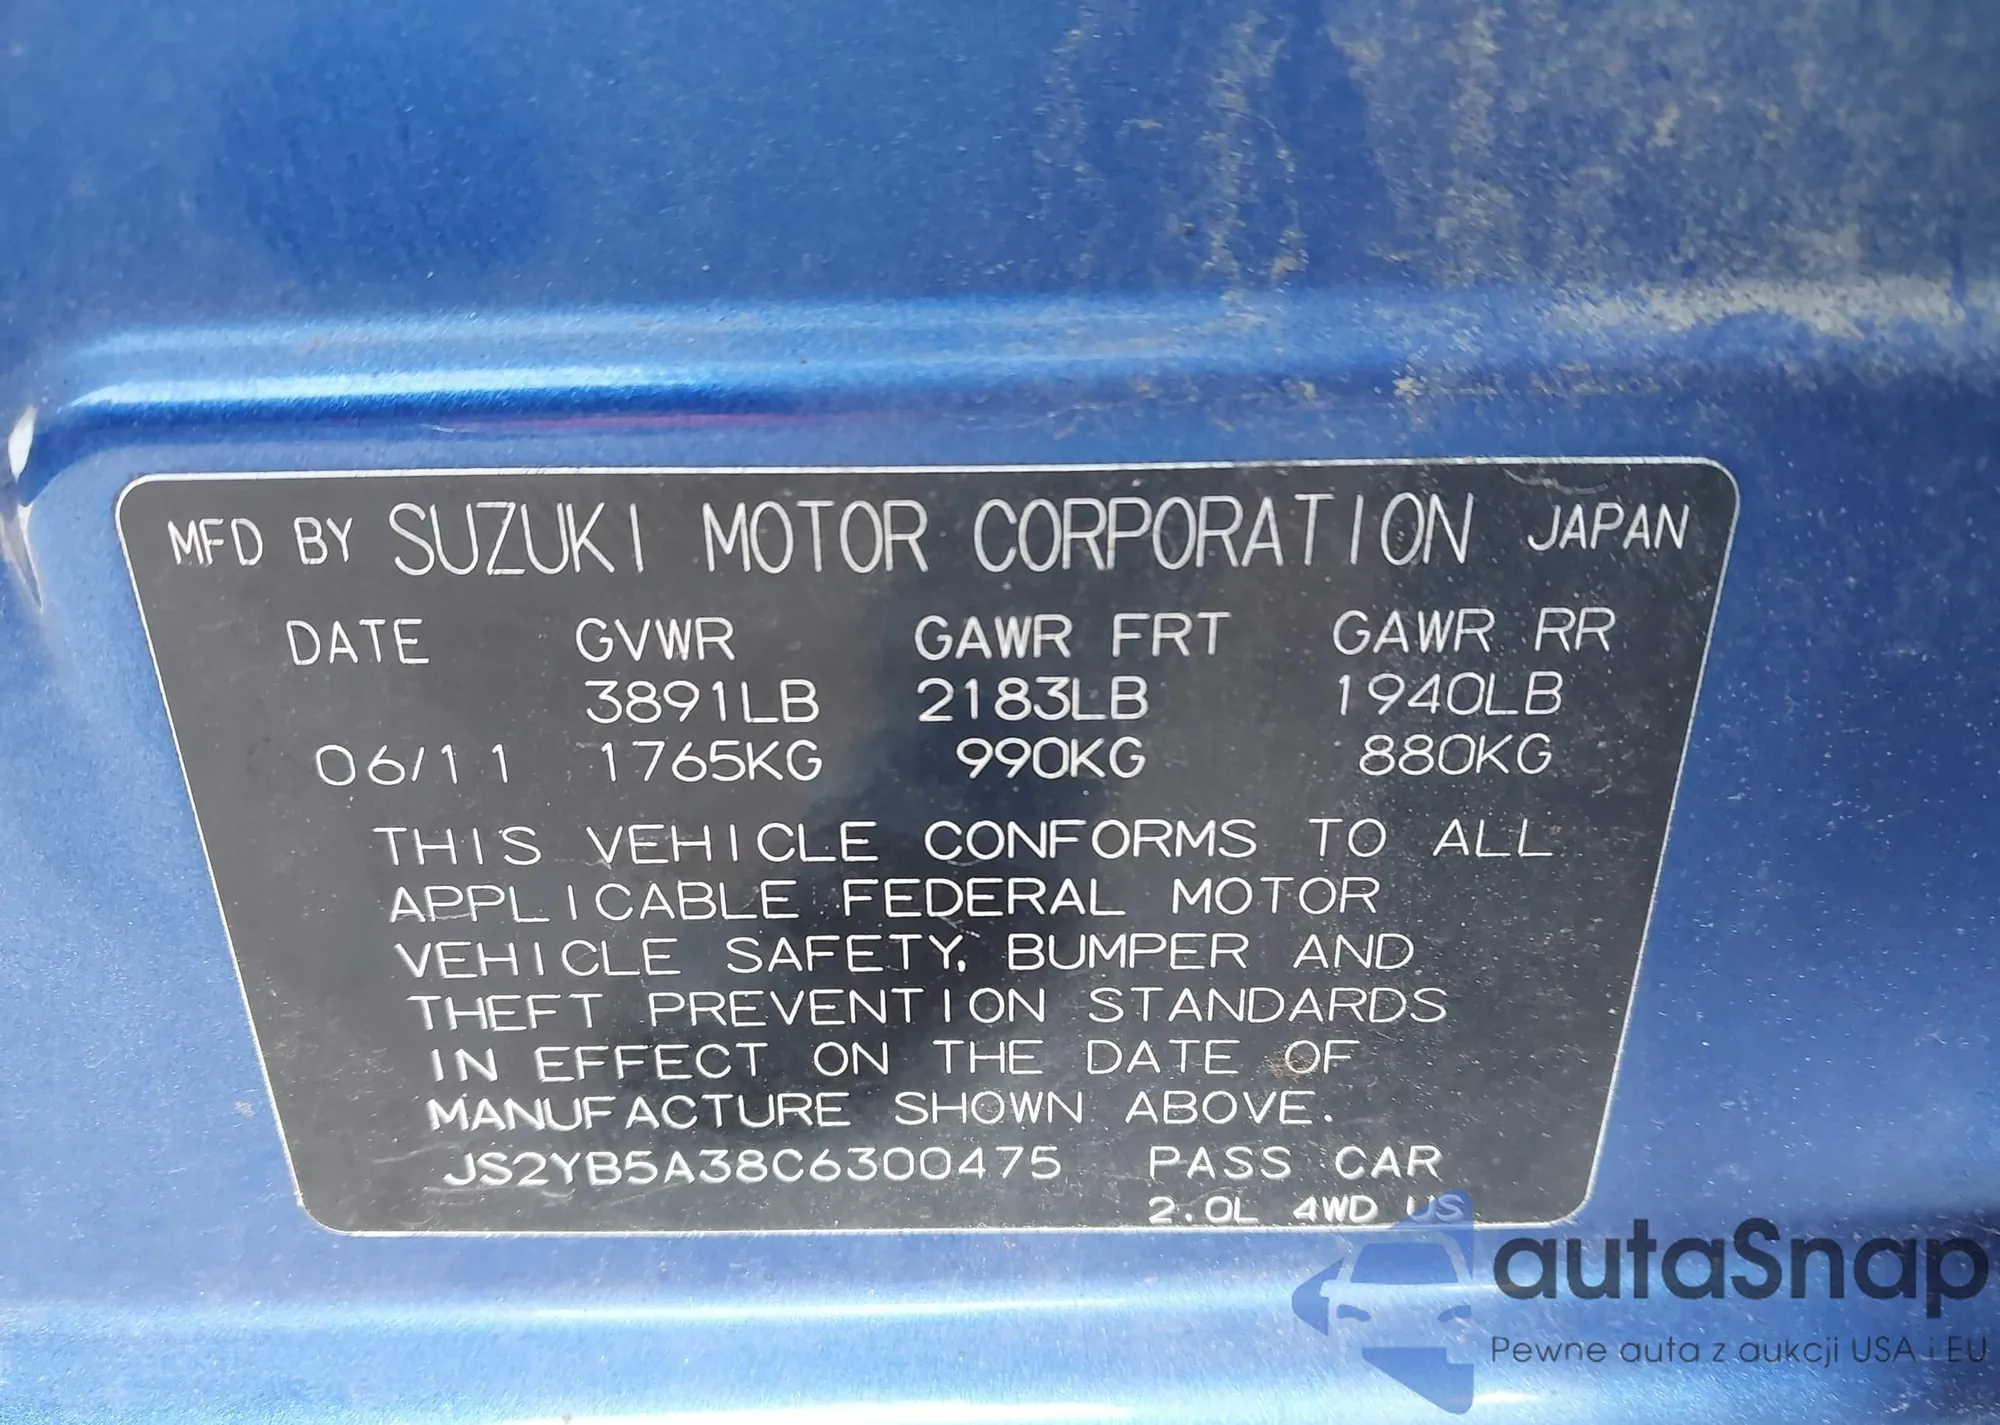 MFD BY SUZUKI MOTOR CORPORATION JAPAN
DATE GVWR GAWR FRT GAWR RR
3891LB 2183LB 1940LB
06/11 1765KG 990KG 880KG
THIS VEHICLE CONFORMS TO ALL
APPLICABLE FEDERAL MOTOR
VEHICLE SAFETY, BUMPER AND
THEFT PREVENTION STANDARDS
IN EFFECT ON THE DATE OF
MANUFACTURE SHOWN ABOVE.
JS2YB5A38C6300475 PASS CAR
2.0L 4WD US
autaSnap
Pewne auta z aukcji USA i EU